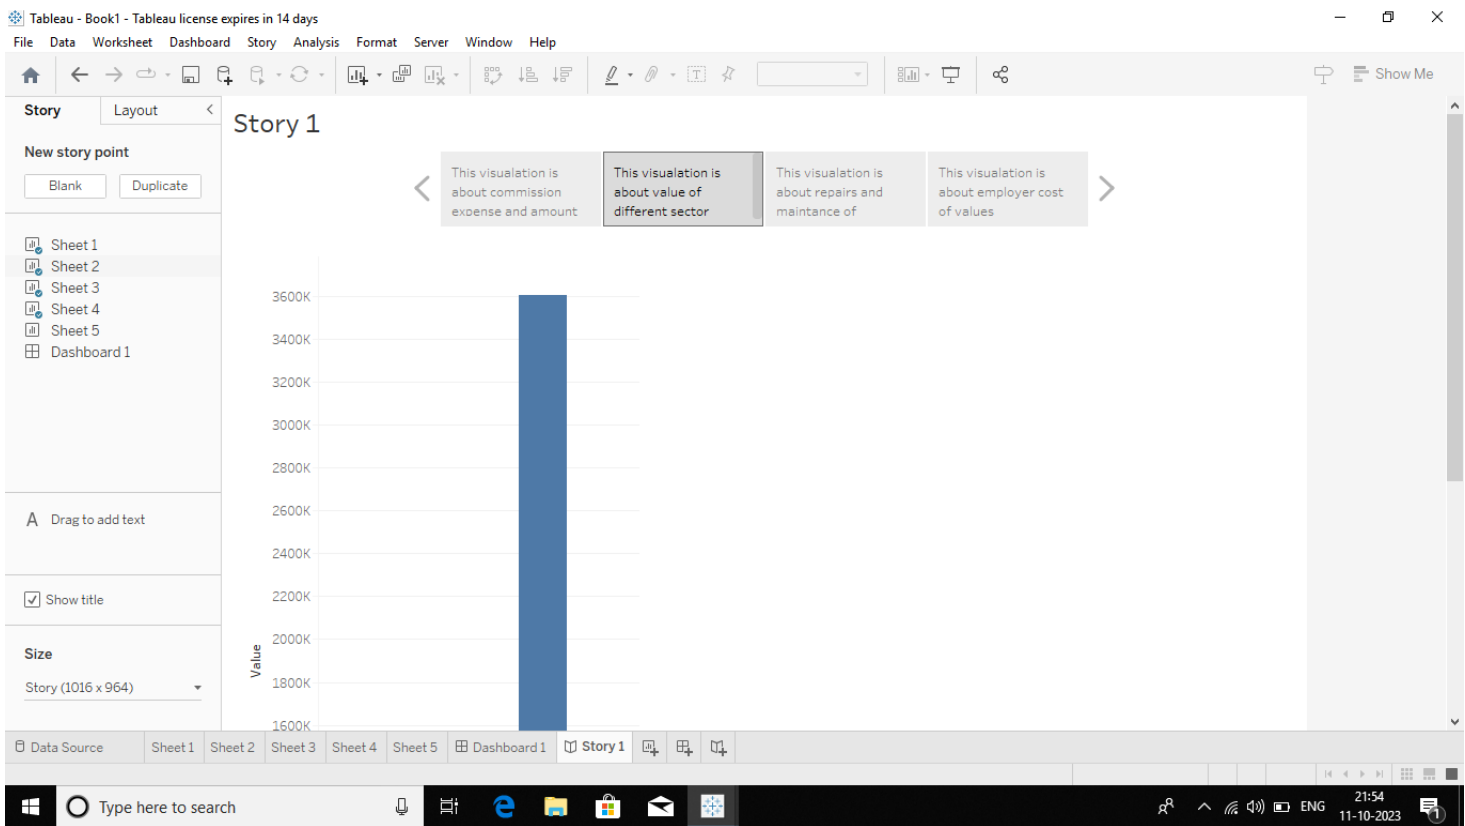 Tableau - Book1 - Tableau license expires in 14 days
File Data Worksheet Dashboard Story Analysis Format Server Window Help
Show Me
Story Layout
Story 1
New story point
Blank Duplicate
This visualation is
about commission
expense and amount
This visualation is
about value of
different sector
This visualation is
about repairs and
maintance of
This visualation is
about employer cost
of values
Sheet 1
Sheet 2
Sheet 3
Sheet 4
Sheet 5
Dashboard 1
A Drag to add text
Show title
Size
Story (1016 x 964)
3600K
3400K
3200K
3000K
2800K
2600K
2400K
2200K
2000K
1800K
1600K
Value
Data Source Sheet 1 Sheet 2 Sheet 3 Sheet 4 Sheet 5 Dashboard 1 Story 1
Type here to search
ENG
21:54
11-10-2023
1